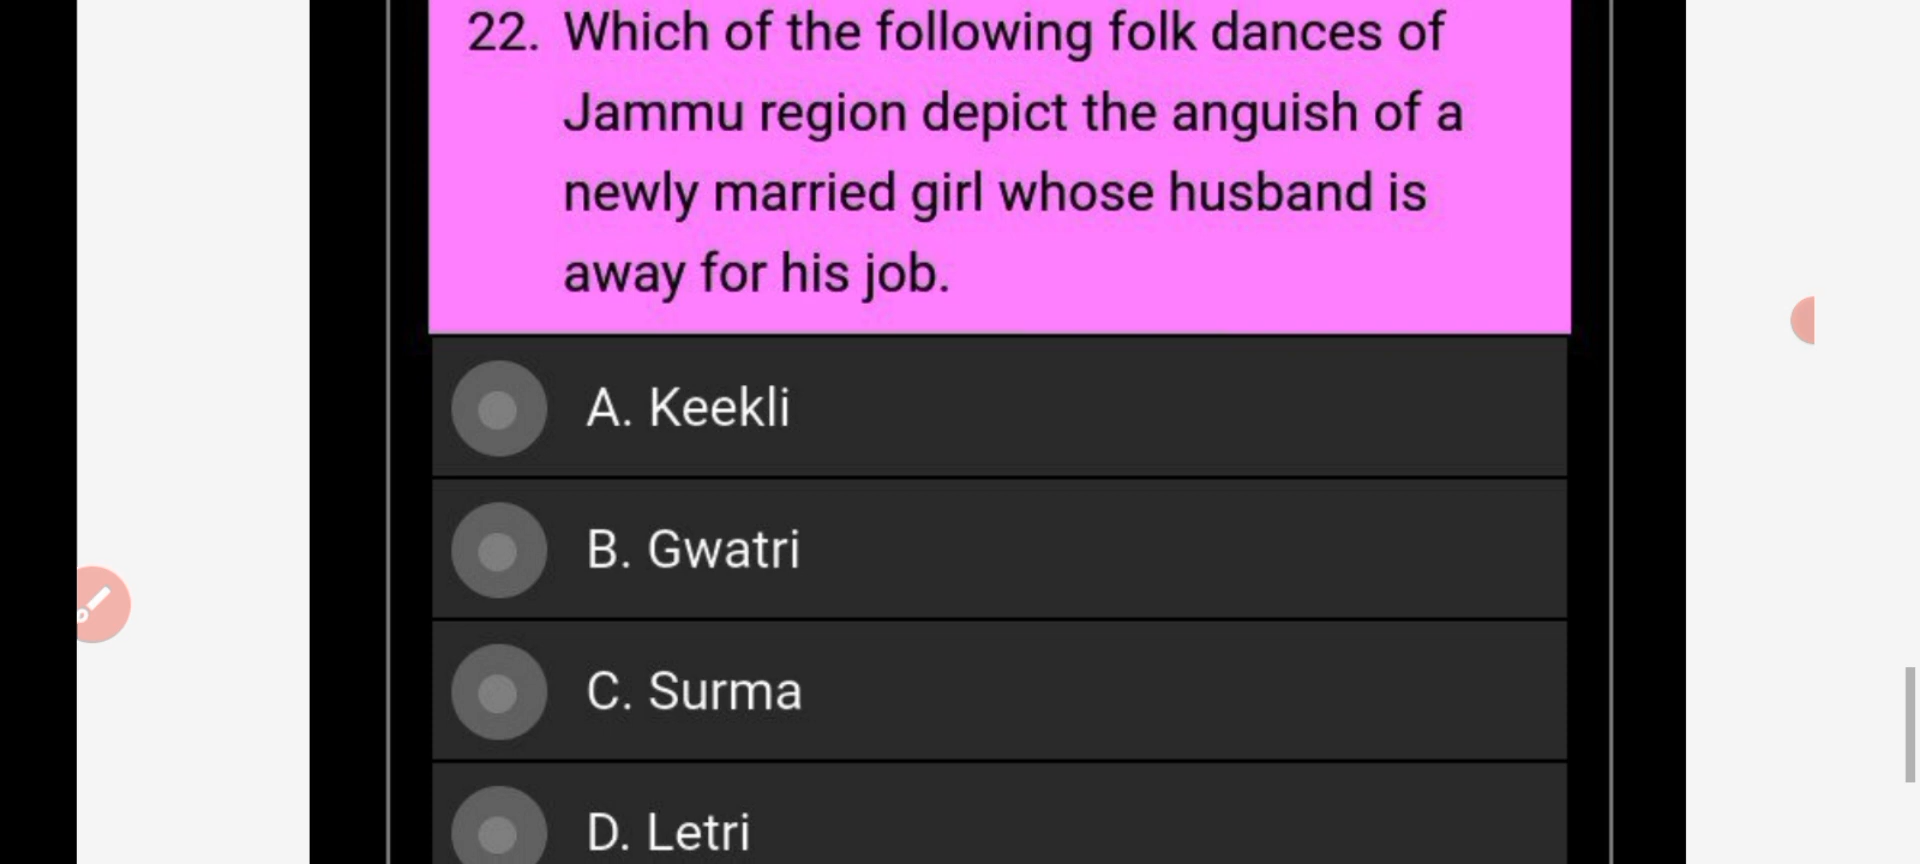 22. Which of the following folk dances of
Jammu region depict the anguish of a
newly married girl whose husband is
away for his job.
A. Keekli
B. Gwatri
C. Surma
D. Letri